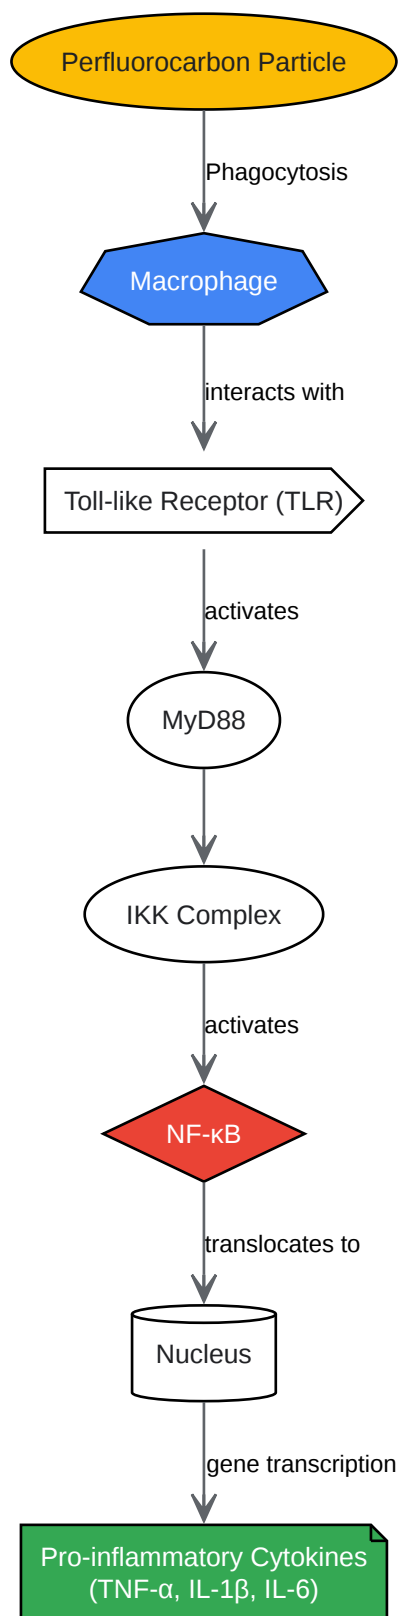 Perfluorocarbon Particle
Phagocytosis
Macrophage
interacts with
Toll-like Receptor (TLR)
activates
MyD88
IKK Complex
activates
NF-κB
translocates to
Nucleus
gene transcription
Pro-inflammatory Cytokines
(TNF-α, IL-1β, IL-6)